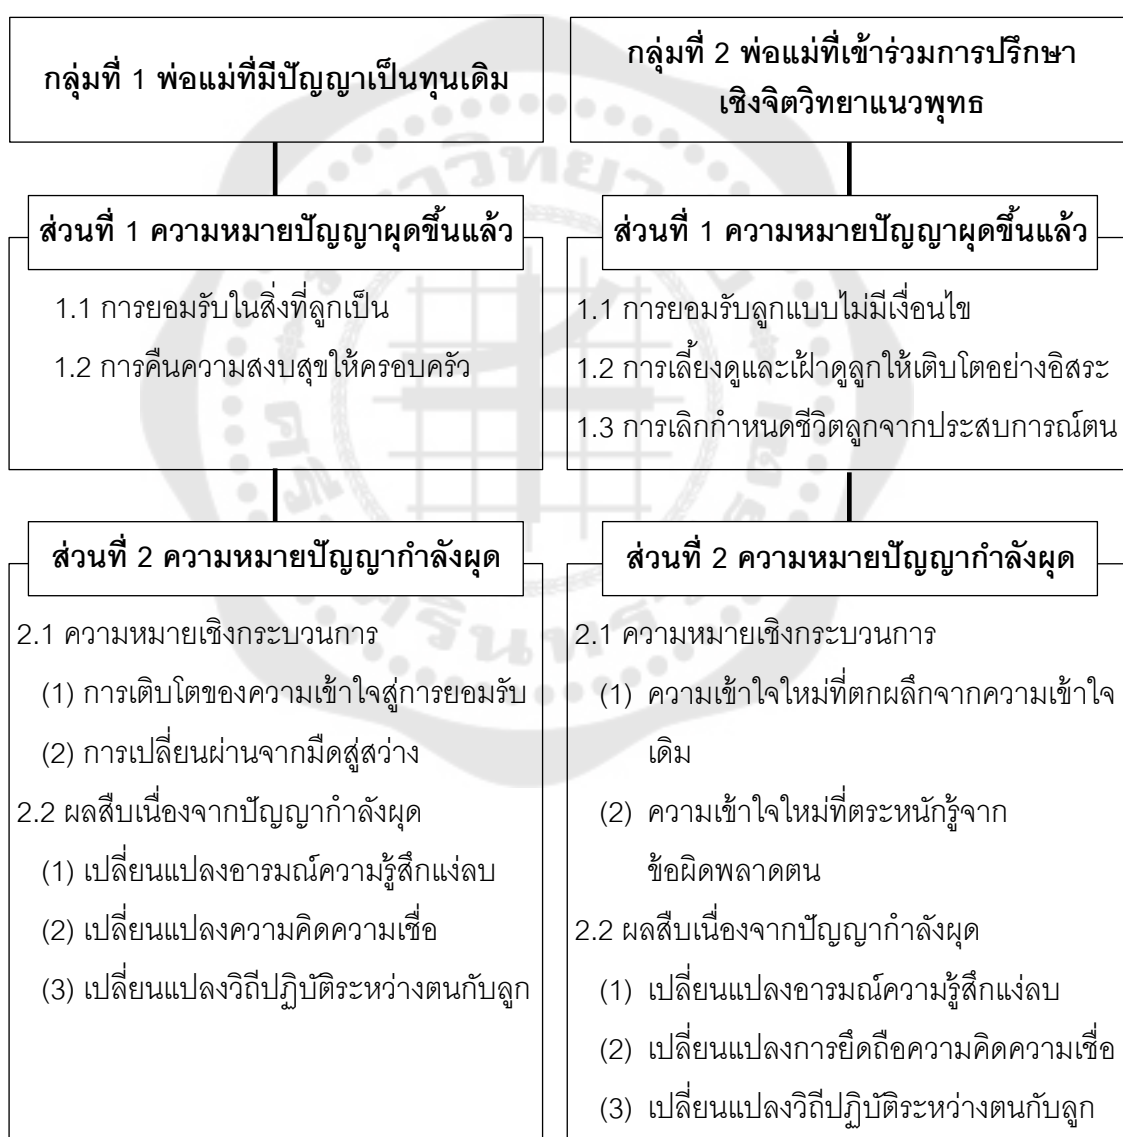 กลุ่มที่ 1 พ่อแม่ที่มีปัญญาเป็นทุนเดิม
ส่วนที่ 1 ความหมายปัญญาผุดขึ้นแล้ว
1.1 การยอมรับในสิ่งที่ลูกเป็น
1.2 การคืนความสงบสุขให้ครอบครัว
ส่วนที่ 2 ความหมายปัญญากำลังผุด
2.1 ความหมายเชิงกระบวนการ
(1) การเติบโตของความเข้าใจสู่การยอมรับ
(2) การเปลี่ยนผ่านจากมืดสู่สว่าง
2.2 ผลสืบเนื่องจากปัญญากำลังผุด
(1) เปลี่ยนแปลงอารมณ์ความรู้สึกแง่ลบ
(2) เปลี่ยนแปลงความคิดความเชื่อ
(3) เปลี่ยนแปลงวิถีปฏิบัติระหว่างตนกับลูก
กลุ่มที่ 2 พ่อแม่ที่เข้าร่วมการปรึกษา
เชิงจิตวิทยาแนวพุทธ
ส่วนที่ 1 ความหมายปัญญาผุดขึ้นแล้ว
1.1 การยอมรับลูกแบบไม่มีเงื่อนไข
1.2 การเลี้ยงดูและเฝ้าดูลูกให้เติบโตอย่างอิสระ
1.3 การเลิกกำหนดชีวิตลูกจากประสบการณ์ตน
ส่วนที่ 2 ความหมายปัญญากำลังผุด
2.1 ความหมายเชิงกระบวนการ
(1) ความเข้าใจใหม่ที่ตกผลึกจากความเข้าใจ
เดิม
(2) ความเข้าใจใหม่ที่ตระหนักรู้จาก
ข้อผิดพลาดตน
2.2 ผลสืบเนื่องจากปัญญากำลังผุด
(1) เปลี่ยนแปลงอารมณ์ความรู้สึกแง่ลบ
(2) เปลี่ยนแปลงการยึดถือความคิดความเชื่อ
(3) เปลี่ยนแปลงวิถีปฏิบัติระหว่างตนกับลูก